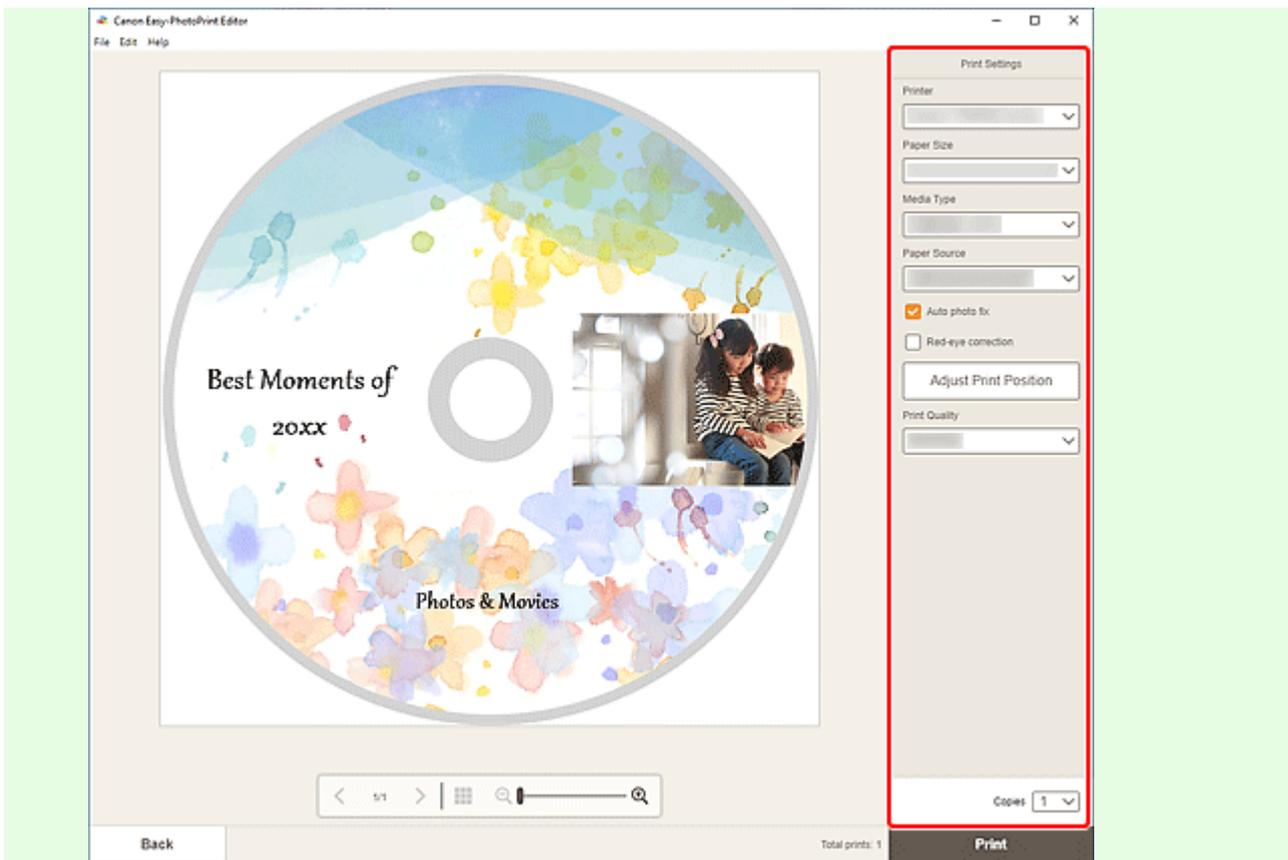 Canon Easy-PhotoPrint Editor
File Edit Help
Print Settings
Printer
Paper Size
Media Type
Paper Source
Auto photo fix
Red-eye correction
Adjust Print Position
Print Quality
Best Moments of
20xx
Photos & Movies
1/1
Copies 1
Back
Total prints: 1
Print